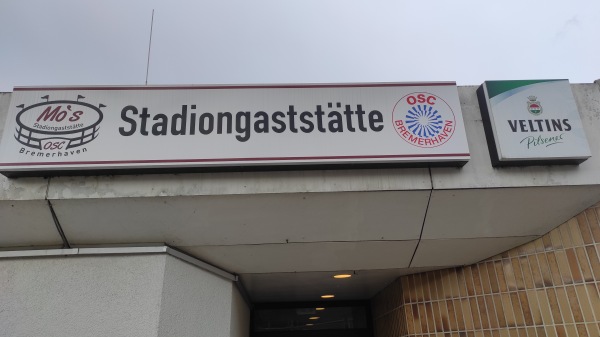 Mo's
Stadiongaststätte
OSC
Bremerhaven
Stadiongaststätte
OSC
BREMERHAVEN
VELTINS
Pilsener